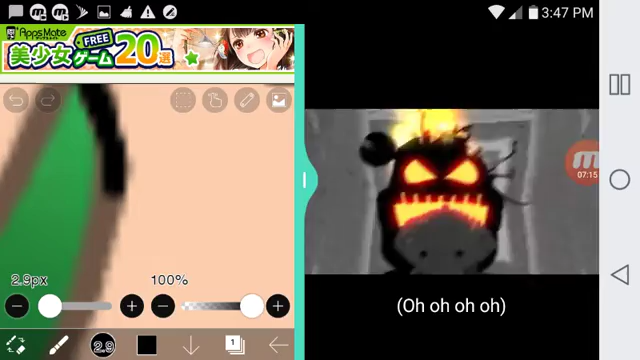 3:47 PM
AppsMate
美少女
FREE
ゲーム
20選
07:15
2.9px
100%
2.9
1
(Oh oh oh oh)